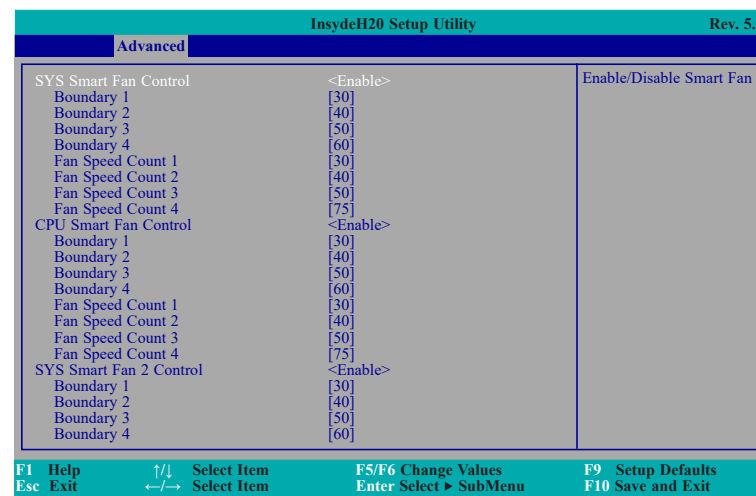 InsydeH20 Setup Utility Rev. 5.
Advanced
SYS Smart Fan Control <Enable> Enable/Disable Smart Fan
Boundary 1 [30]
Boundary 2 [40]
Boundary 3 [50]
Boundary 4 [60]
Fan Speed Count 1 [30]
Fan Speed Count 2 [40]
Fan Speed Count 3 [50]
Fan Speed Count 4 [75]
CPU Smart Fan Control <Enable>
Boundary 1 [30]
Boundary 2 [40]
Boundary 3 [50]
Boundary 4 [60]
Fan Speed Count 1 [30]
Fan Speed Count 2 [40]
Fan Speed Count 3 [50]
Fan Speed Count 4 [75]
SYS Smart Fan 2 Control <Enable>
Boundary 1 [30]
Boundary 2 [40]
Boundary 3 [50]
Boundary 4 [60]
F1 Help ↑/↓ Select Item F5/F6 Change Values F9 Setup Defaults
Esc Exit ←/→ Select Item Enter Select ► SubMenu F10 Save and Exit